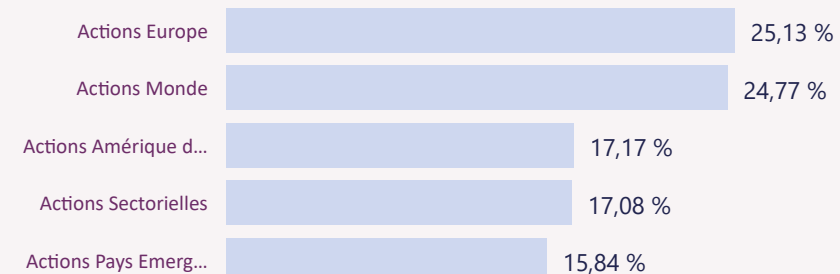 Actions Europe 25,13 %
Actions Monde 24,77 %
Actions Amérique d... 17,17 %
Actions Sectorielles 17,08 %
Actions Pays Emerg... 15,84 %